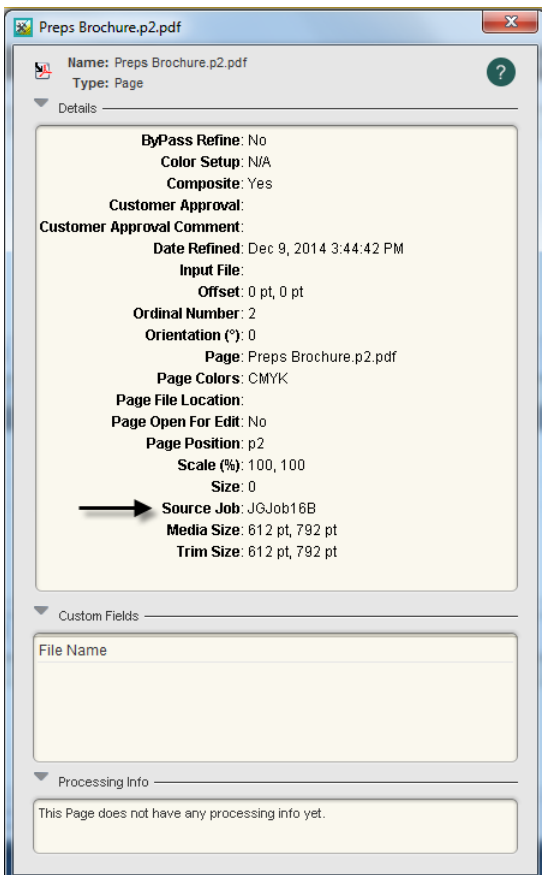 Preps Brochure.p2.pdf
Name: Preps Brochure.p2.pdf
Type: Page
?
Details
ByPass Refine: No
Color Setup: N/A
Composite: Yes
Customer Approval:
Customer Approval Comment:
Date Refined: Dec 9, 2014 3:44:42 PM
Input File:
Offset: 0 pt, 0 pt
Ordinal Number: 2
Orientation (°): 0
Page: Preps Brochure.p2.pdf
Page Colors: CMYK
Page File Location:
Page Open For Edit: No
Page Position: p2
Scale (%): 100, 100
Size: 0
Source Job: JGJob16B
Media Size: 612 pt, 792 pt
Trim Size: 612 pt, 792 pt
Custom Fields
File Name
Processing Info
This Page does not have any processing info yet.